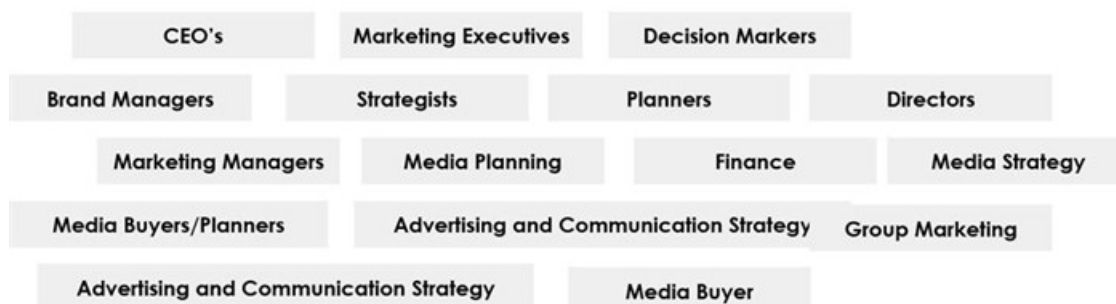 CEO's
Marketing Executives
Decision Markers
Brand Managers
Strategists
Planners
Directors
Marketing Managers
Media Planning
Finance
Media Strategy
Media Buyers/Planners
Advertising and Communication Strategy
Group Marketing
Advertising and Communication Strategy
Media Buyer